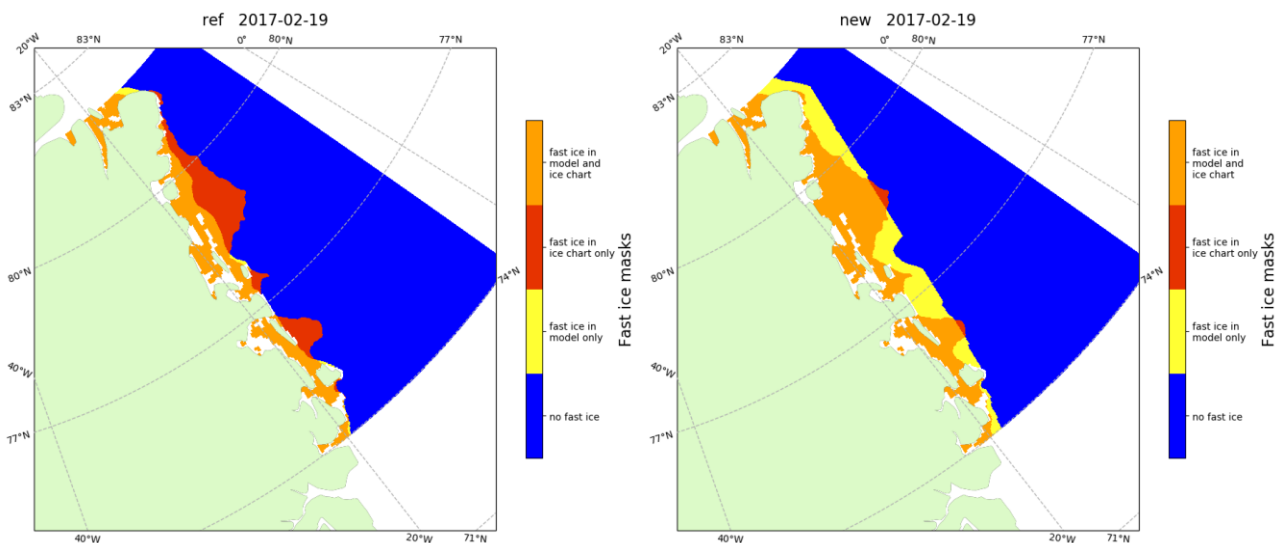 ref 2017-02-19
20°W
83°N
0°
80°N
77°N
83°N
80°N
40°W
77°N
40°W
20°W
71°N
74°N
fast ice in
model and
ice chart
fast ice in
ice chart only
fast ice in
model only
no fast ice
Fast ice masks
new 2017-02-19
20°W
83°N
0°
80°N
77°N
83°N
80°N
40°W
77°N
40°W
20°W
71°N
74°N
fast ice in
model and
ice chart
fast ice in
ice chart only
fast ice in
model only
no fast ice
Fast ice masks